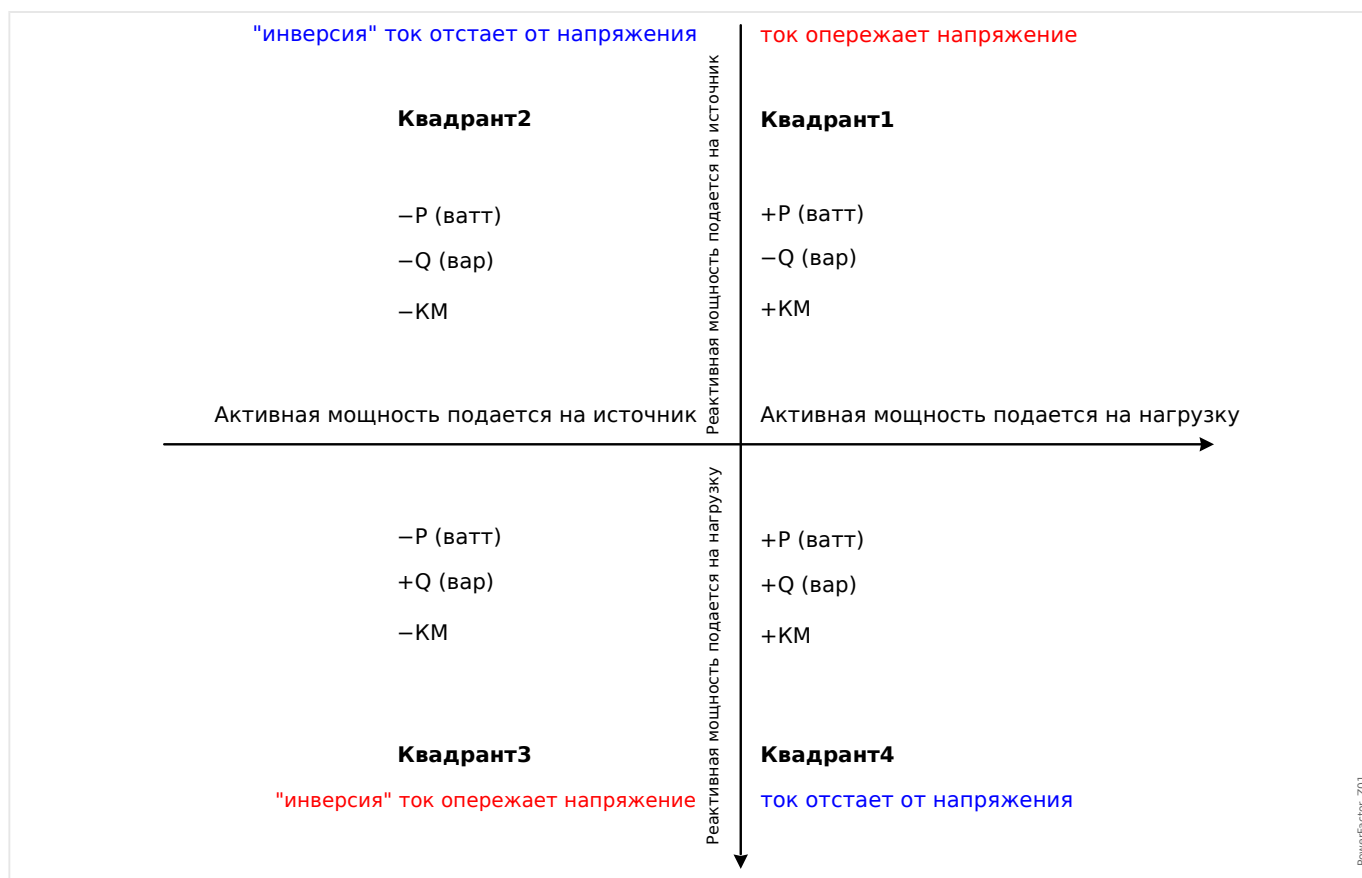 "инверсия" ток отстает от напряжения
ток опережает напряжение
Квадрант2
Квадрант1
−P (ватт)
−Q (вар)
−КМ
+P (ватт)
−Q (вар)
+КМ
Реактивная мощность подается на источник
Активная мощность подается на источник
Активная мощность подается на нагрузку
Реактивная мощность подается на нагрузку
−P (ватт)
+Q (вар)
−КМ
+P (ватт)
+Q (вар)
+КМ
Квадрант3
Квадрант4
"инверсия" ток опережает напряжение
ток отстает от напряжения
PowerFactor_Z01